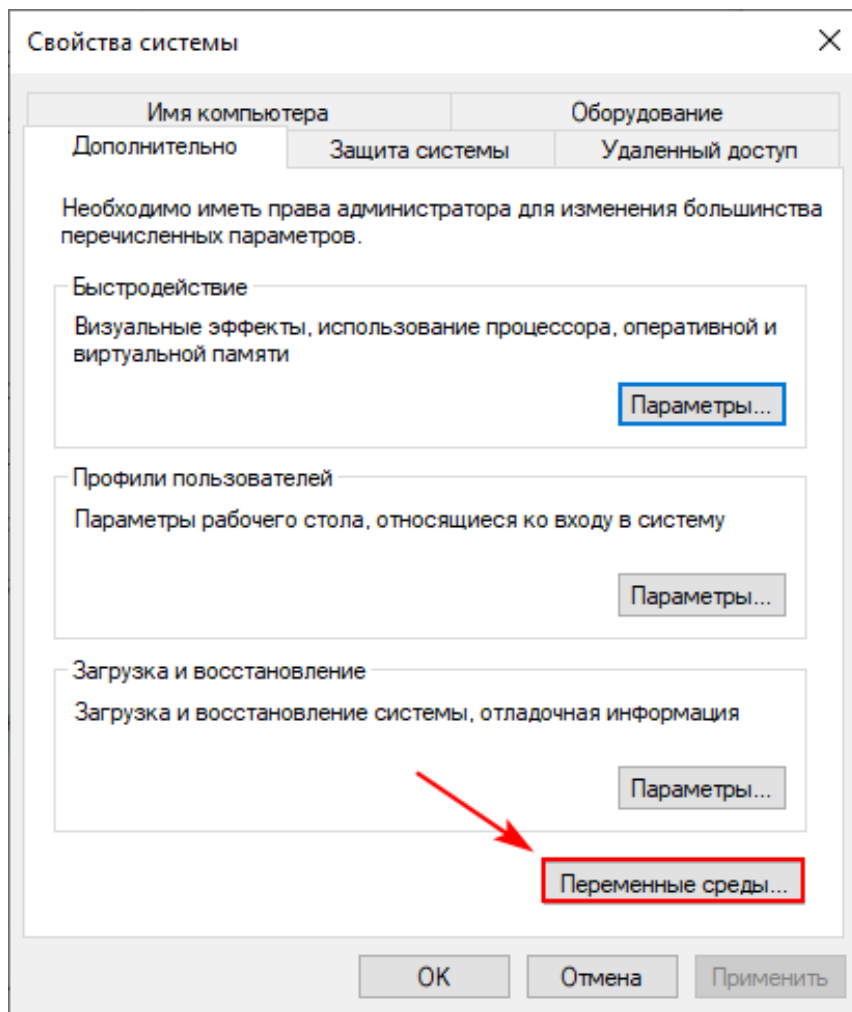 Свойства системы
Имя компьютера
Оборудование
Дополнительно
Защита системы
Удаленный доступ
Необходимо иметь права администратора для изменения большинства
перечисленных параметров.
Быстродействие
Визуальные эффекты, использование процессора, оперативной и
виртуальной памяти
Параметры...
Профили пользователей
Параметры рабочего стола, относящиеся ко входу в систему
Параметры...
Загрузка и восстановление
Загрузка и восстановление системы, отладочная информация
Параметры...
Переменные среды...
ОК
Отмена
Применить